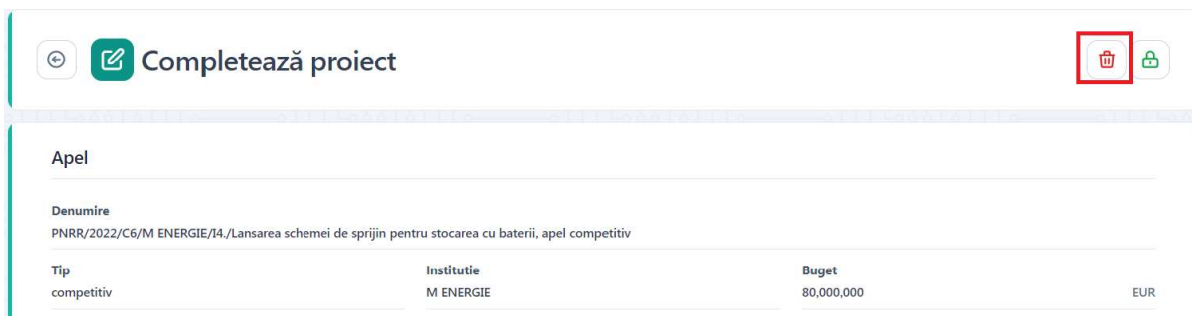 Completează proiect
Apel
Denumire
PNRR/2022/C6/M ENERGIE/I4./Lansarea schemei de sprijin pentru stocarea cu baterii, apel competitiv
Tip Institutie Buget
competitiv M ENERGIE 80,000,000 EUR